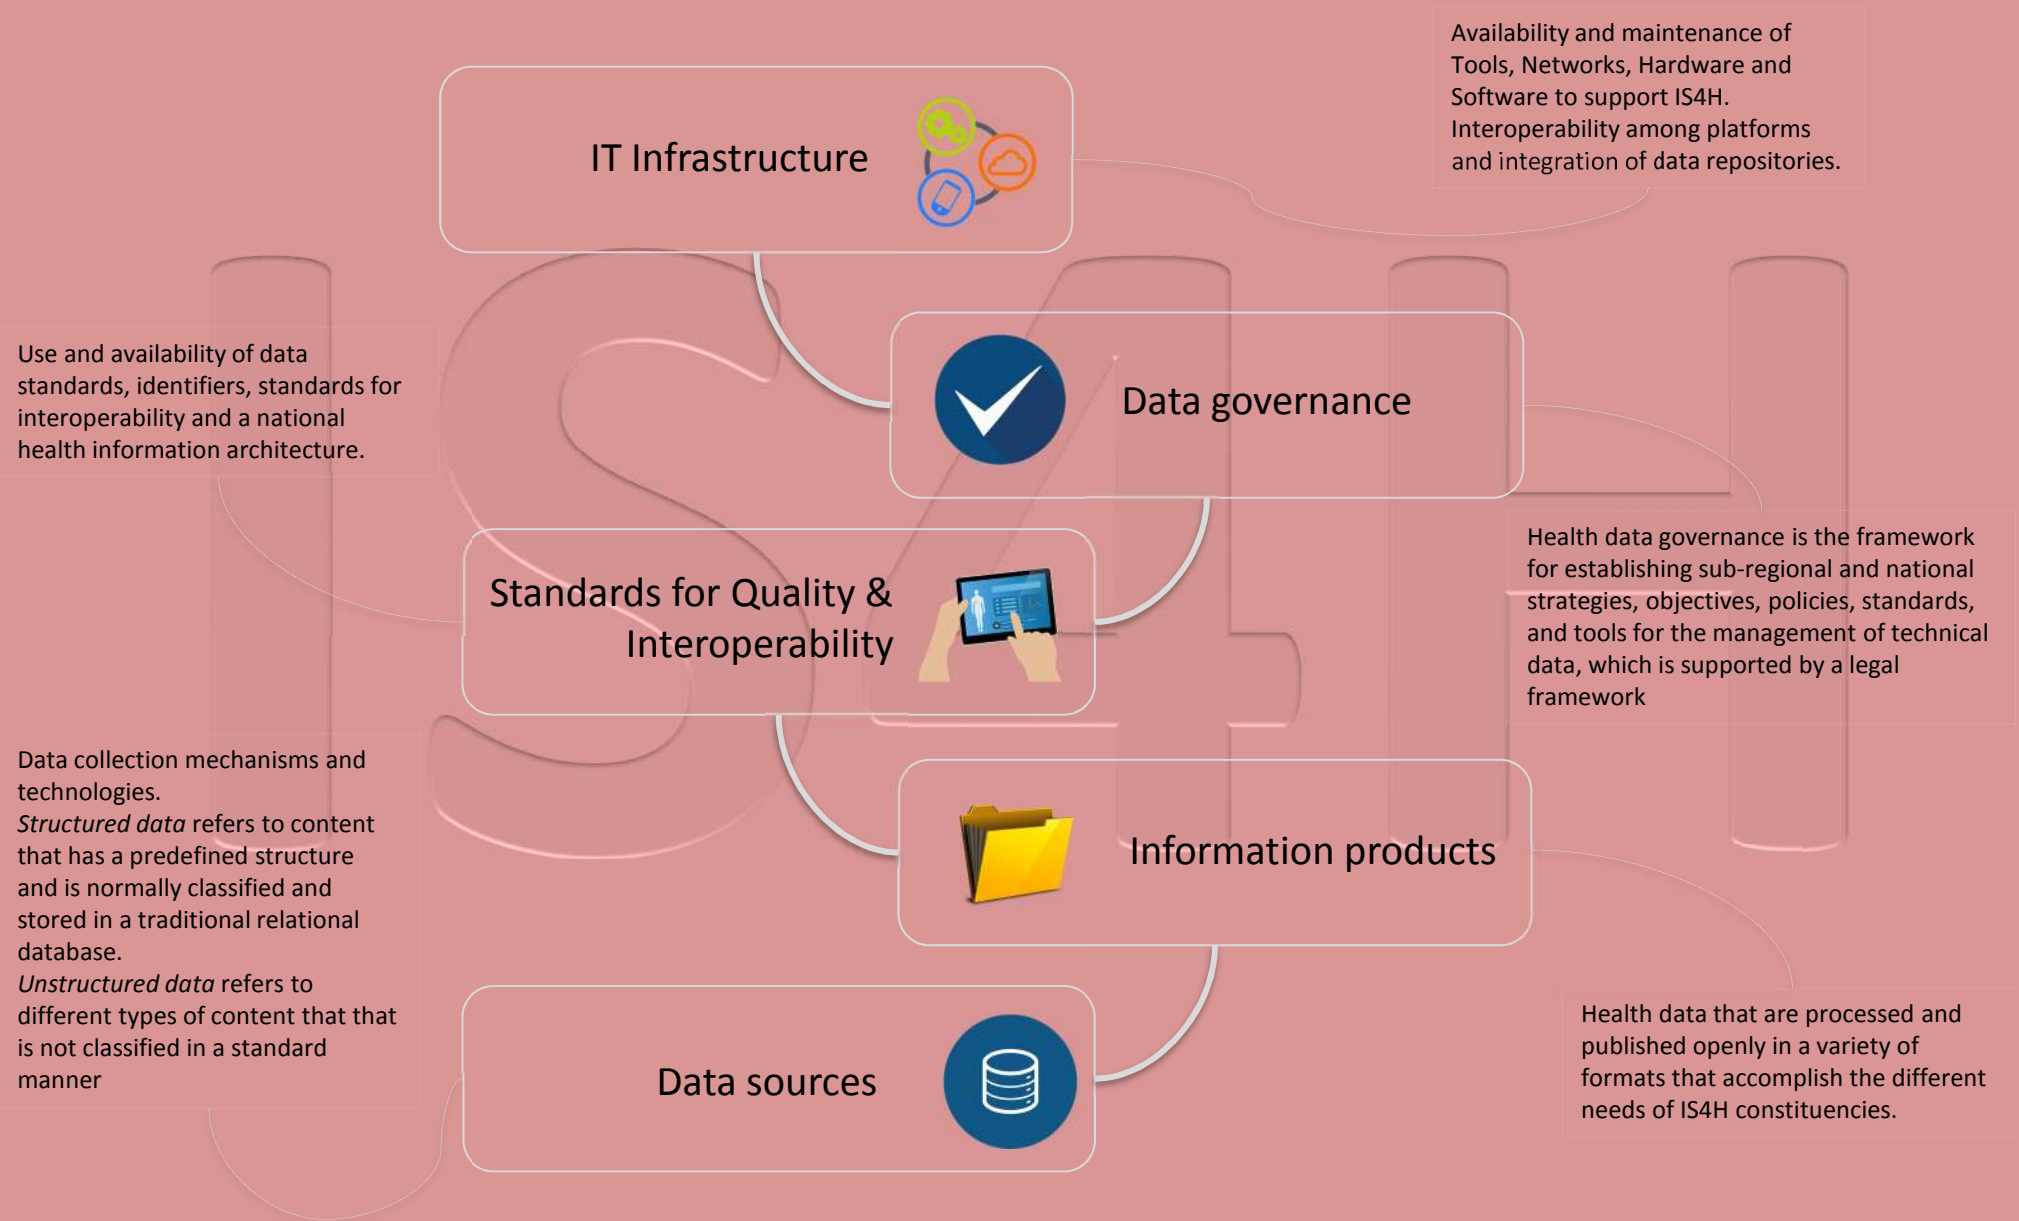 IT Infrastructure
Availability and maintenance of
Tools, Networks, Hardware and
Software to support IS4H.
Interoperability among platforms
and integration of data repositories.
Data governance
Health data governance is the framework
for establishing sub-regional and national
strategies, objectives, policies, standards,
and tools for the management of technical
data, which is supported by a legal
framework
Use and availability of data
standards, identifiers, standards for
interoperability and a national
health information architecture.
Standards for Quality &
Interoperability
Information products
Health data that are processed and
published openly in a variety of
formats that accomplish the different
needs of IS4H constituencies.
Data collection mechanisms and
technologies.
Structured data refers to content
that has a predefined structure
and is normally classified and
stored in a traditional relational
database.
Unstructured data refers to
different types of content that that
is not classified in a standard
manner
Data sources
IS4H